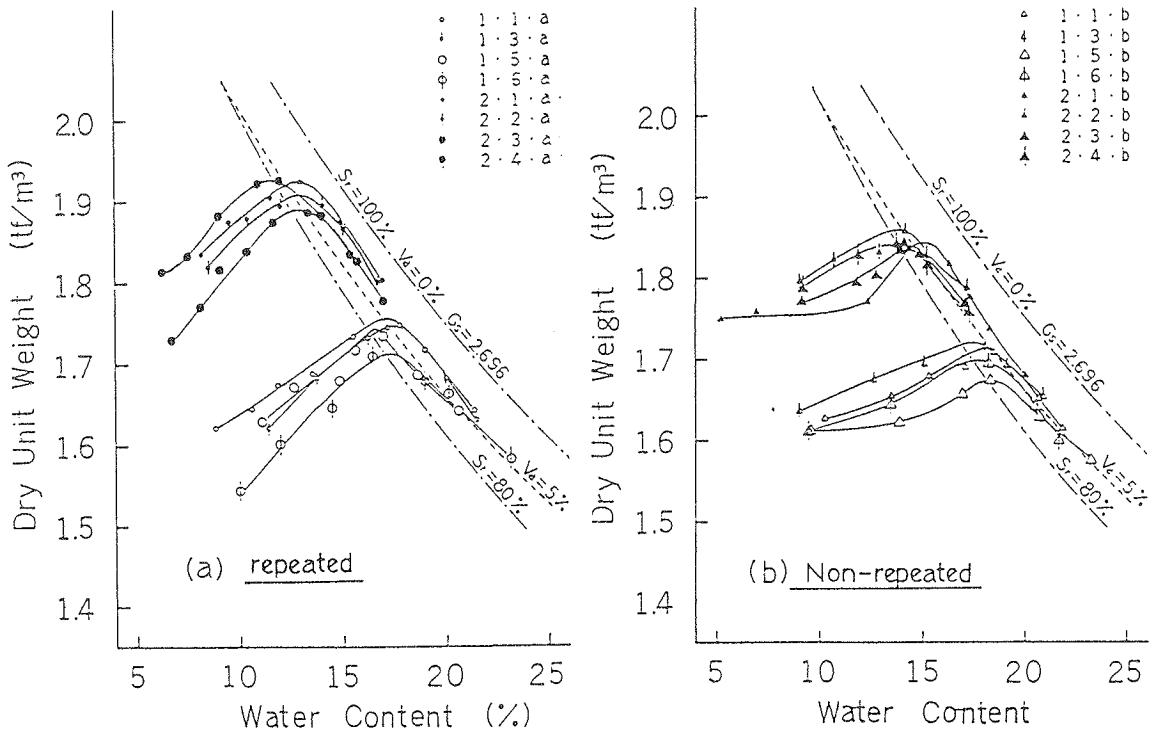 1 · 1 · a
1 · 3 · a
1 · 5 · a
1 · 6 · a
2 · 1 · a
2 · 2 · a
2 · 3 · a
2 · 4 · a
Dry Unit Weight (tf/m³)
2.0
1.9
1.8
1.7
1.6
1.5
1.4
Sr=100% Va=0% Gs=2.696
Sr=80%
Va=5%
(a) repeated
5 10 15 20 25
Water Content (%)
1 · 1 · b
1 · 3 · b
1 · 5 · b
1 · 6 · b
2 · 1 · b
2 · 2 · b
2 · 3 · b
2 · 4 · b
Dry Unit Weight (tf/m³)
2.0
1.9
1.8
1.7
1.6
1.5
1.4
Sr=100% Va=0% Gs=2.696
Sr=80%
Va=5%
(b) Non-repeated
5 10 15 20 25
Water Content